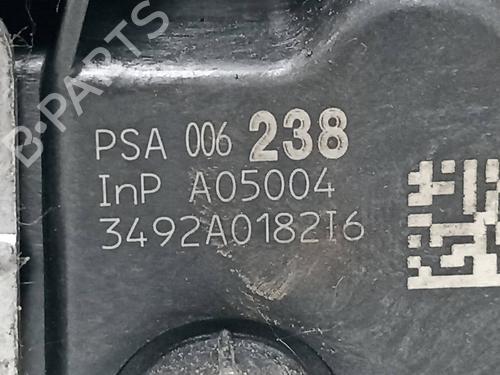 B-PARTS
PSA 006 238
InP A05004
3492A0182I6